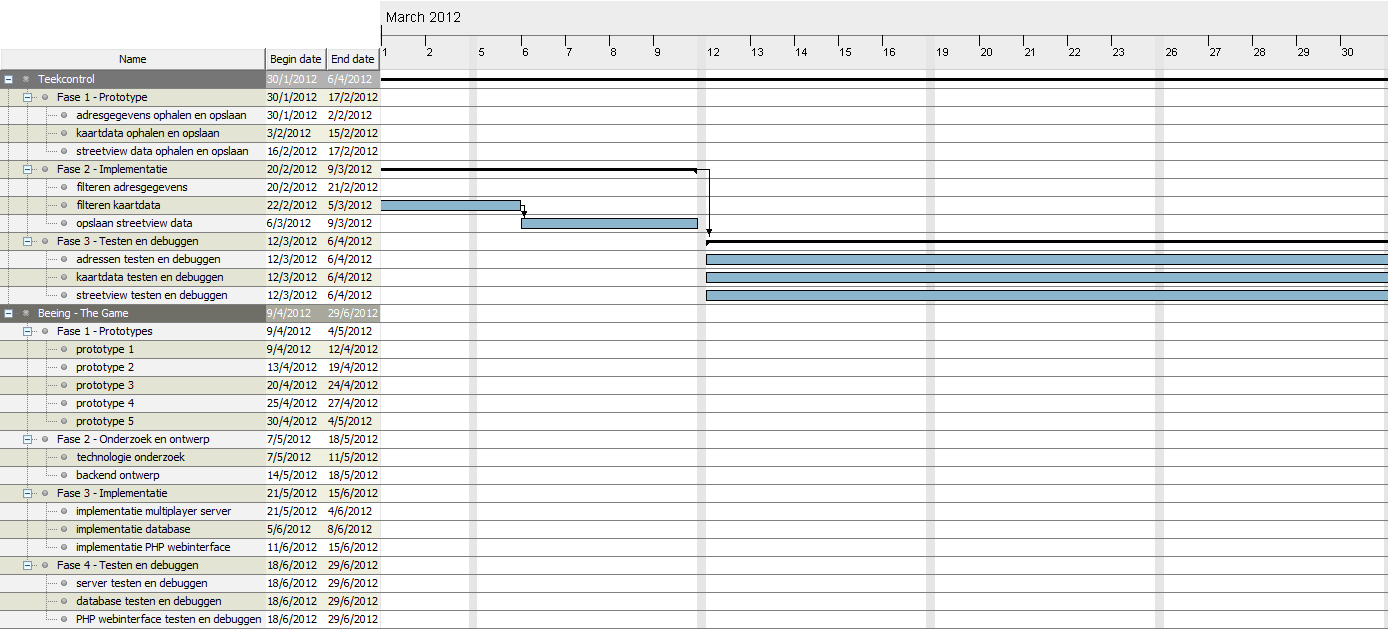 March 2012
1 2 5 6 7 8 9 12 13 14 15 16 19 20 21 22 23 26 27 28 29 30
Name Begin date End date
Teekcontrol 30/1/2012 6/4/2012
Fase 1 - Prototype 30/1/2012 17/2/2012
adresgegevens ophalen en opslaan 30/1/2012 2/2/2012
kaartdata ophalen en opslaan 3/2/2012 15/2/2012
streetview data ophalen en opslaan 16/2/2012 17/2/2012
Fase 2 - Implementatie 20/2/2012 9/3/2012
filteren adresgegevens 20/2/2012 21/2/2012
filteren kaartdata 22/2/2012 5/3/2012
opslaan streetview data 6/3/2012 9/3/2012
Fase 3 - Testen en debuggen 12/3/2012 6/4/2012
adressen testen en debuggen 12/3/2012 6/4/2012
kaartdata testen en debuggen 12/3/2012 6/4/2012
streetview testen en debuggen 12/3/2012 6/4/2012
Beeing - The Game 9/4/2012 29/6/2012
Fase 1 - Prototypes 9/4/2012 4/5/2012
prototype 1 9/4/2012 12/4/2012
prototype 2 13/4/2012 19/4/2012
prototype 3 20/4/2012 24/4/2012
prototype 4 25/4/2012 27/4/2012
prototype 5 30/4/2012 4/5/2012
Fase 2 - Onderzoek en ontwerp 7/5/2012 18/5/2012
technologie onderzoek 7/5/2012 11/5/2012
backend ontwerp 14/5/2012 18/5/2012
Fase 3 - Implementatie 21/5/2012 15/6/2012
implementatie multiplayer server 21/5/2012 4/6/2012
implementatie database 5/6/2012 8/6/2012
implementatie PHP webinterface 11/6/2012 15/6/2012
Fase 4 - Testen en debuggen 18/6/2012 29/6/2012
server testen en debuggen 18/6/2012 29/6/2012
database testen en debuggen 18/6/2012 29/6/2012
PHP webinterface testen en debuggen 18/6/2012 29/6/2012